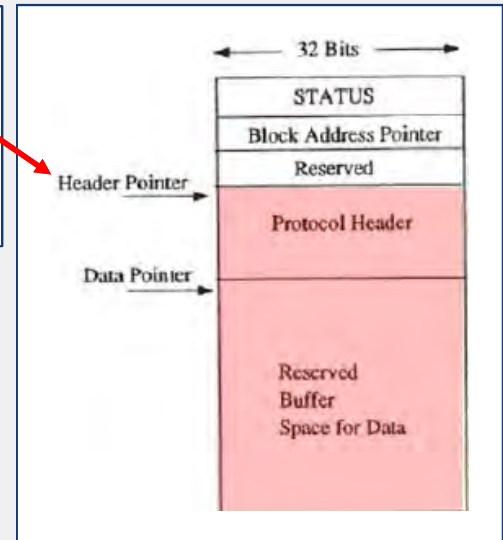 32 Bits
STATUS
Block Address Pointer
Reserved
Header Pointer
Protocol Header
Data Pointer
Reserved
Buffer
Space for Data